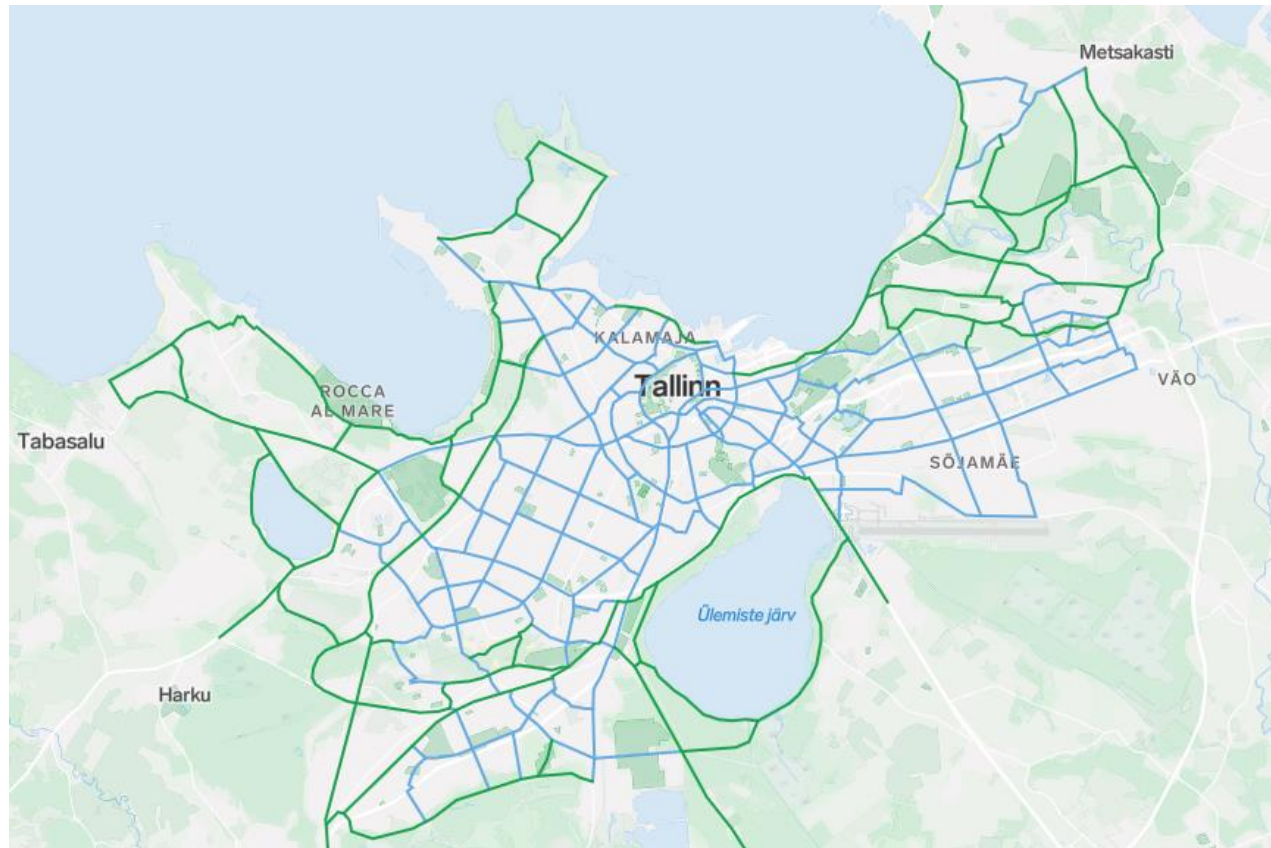 Metsakasti
KALAMAJA
Tallinn
VÄO
ROCCA
AL MARE
Tabasalu
SÕJAMÄE
Ülemiste järv
Harku